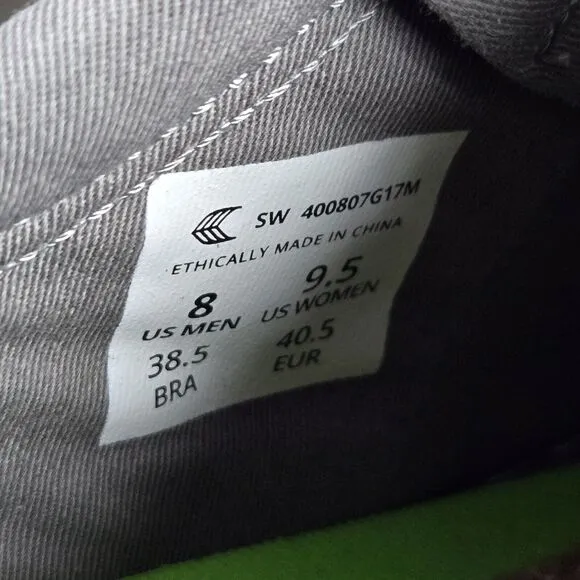 SW 400807G17M
ETHICALLY MADE IN CHINA
8 9.5
US MEN US WOMEN
38.5 40.5
BRA EUR